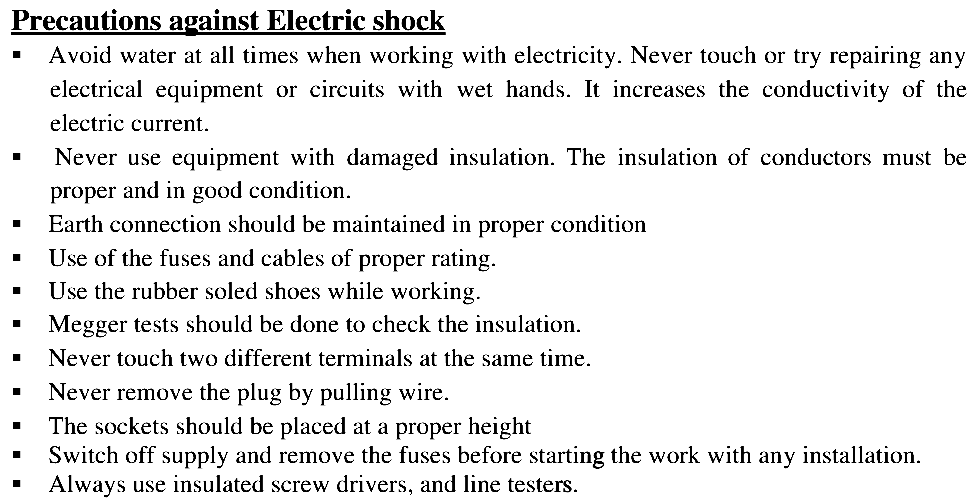 Precautions against Electric shock
▪ Avoid water at all times when working with electricity. Never touch or try repairing any
electrical equipment or circuits with wet hands. It increases the conductivity of the
electric current.
▪ Never use equipment with damaged insulation. The insulation of conductors must be
proper and in good condition.
▪ Earth connection should be maintained in proper condition
▪ Use of the fuses and cables of proper rating.
▪ Use the rubber soled shoes while working.
▪ Megger tests should be done to check the insulation.
▪ Never touch two different terminals at the same time.
▪ Never remove the plug by pulling wire.
▪ The sockets should be placed at a proper height
▪ Switch off supply and remove the fuses before starting the work with any installation.
▪ Always use insulated screw drivers, and line testers.